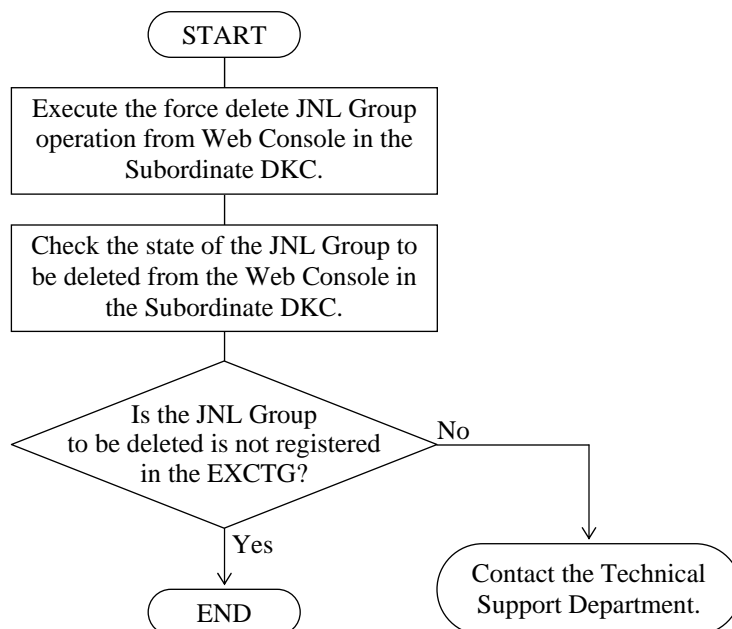 START
Execute the force delete JNL Group
operation from Web Console in the
Subordinate DKC.
Check the state of the JNL Group to
be deleted from the Web Console in
the Subordinate DKC.
Is the JNL Group
to be deleted is not registered
in the EXCTG?
No
Yes
Contact the Technical
Support Department.
END